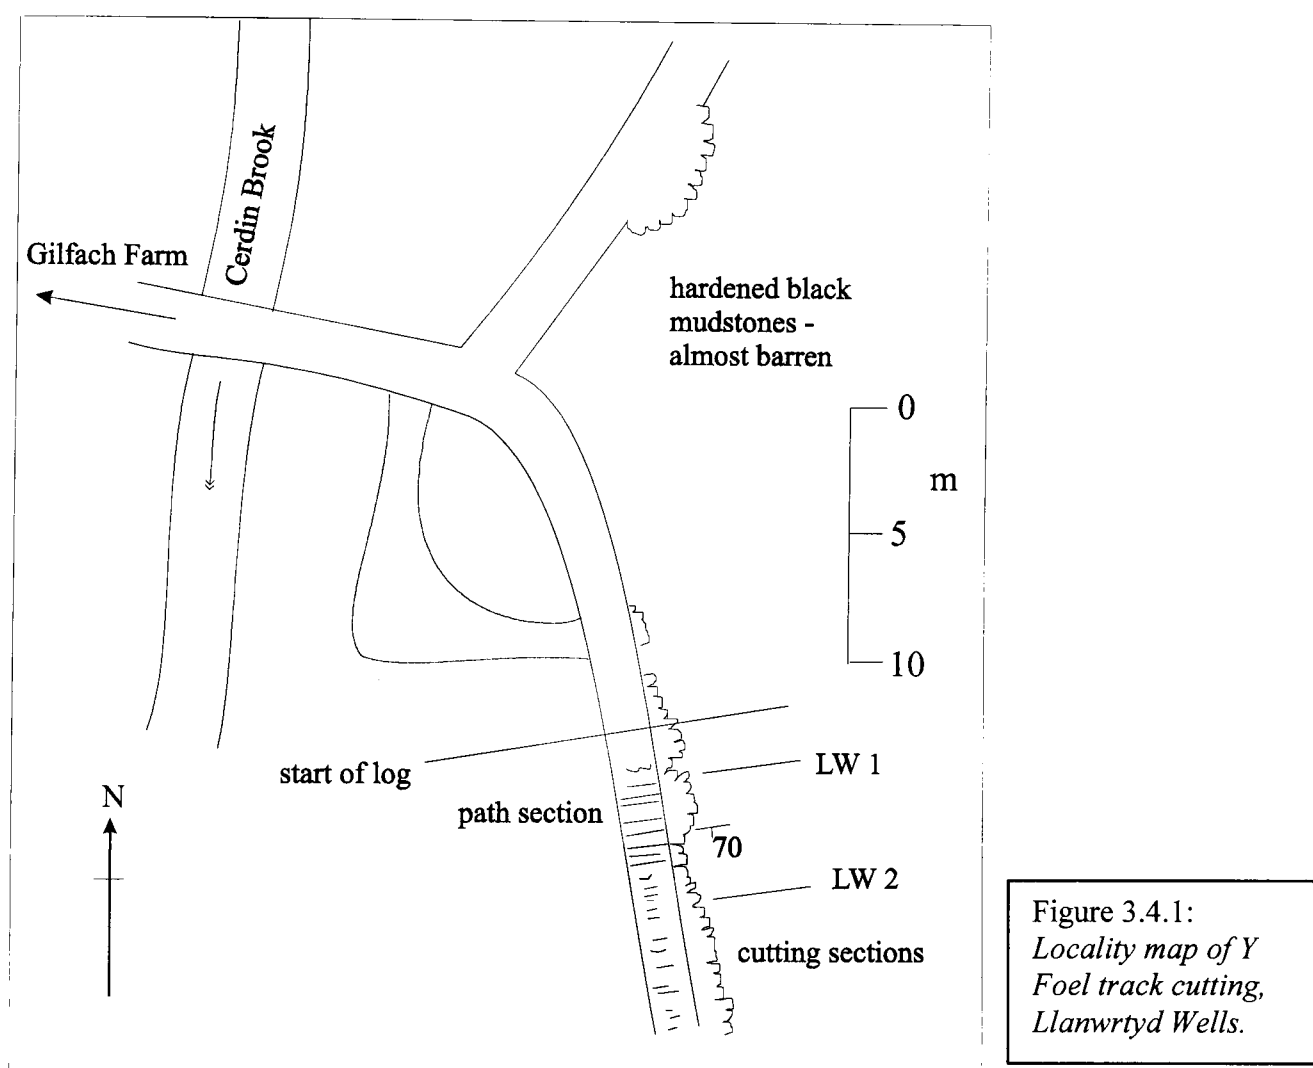 Cerdin Brook
Gilfach Farm
hardened black
mudstones -
almost barren
0
m
5
10
start of log
LW 1
path section
70
N
LW 2
cutting sections
Figure 3.4.1:
Locality map of Y
Foel track cutting,
Llanwrtyd Wells.